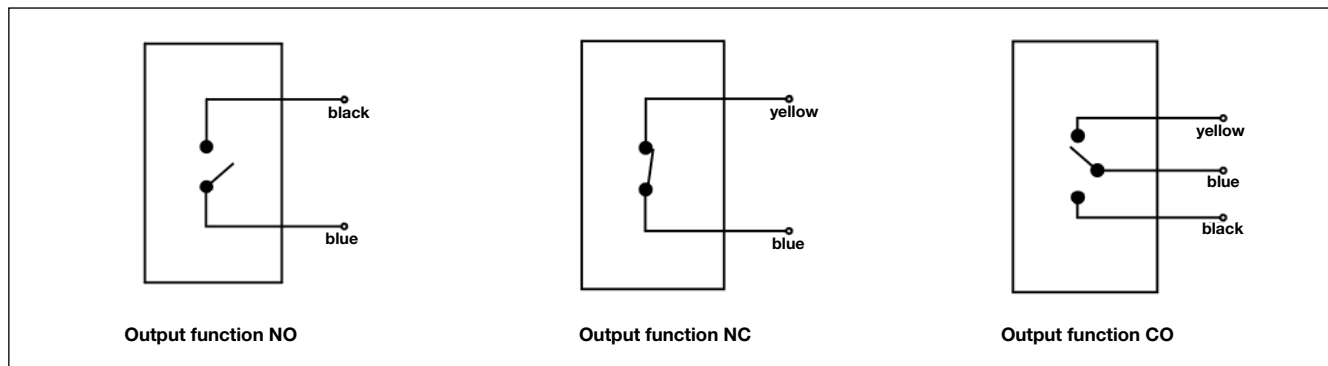 black
blue
Output function NO
yellow
blue
Output function NC
yellow
blue
black
Output function CO